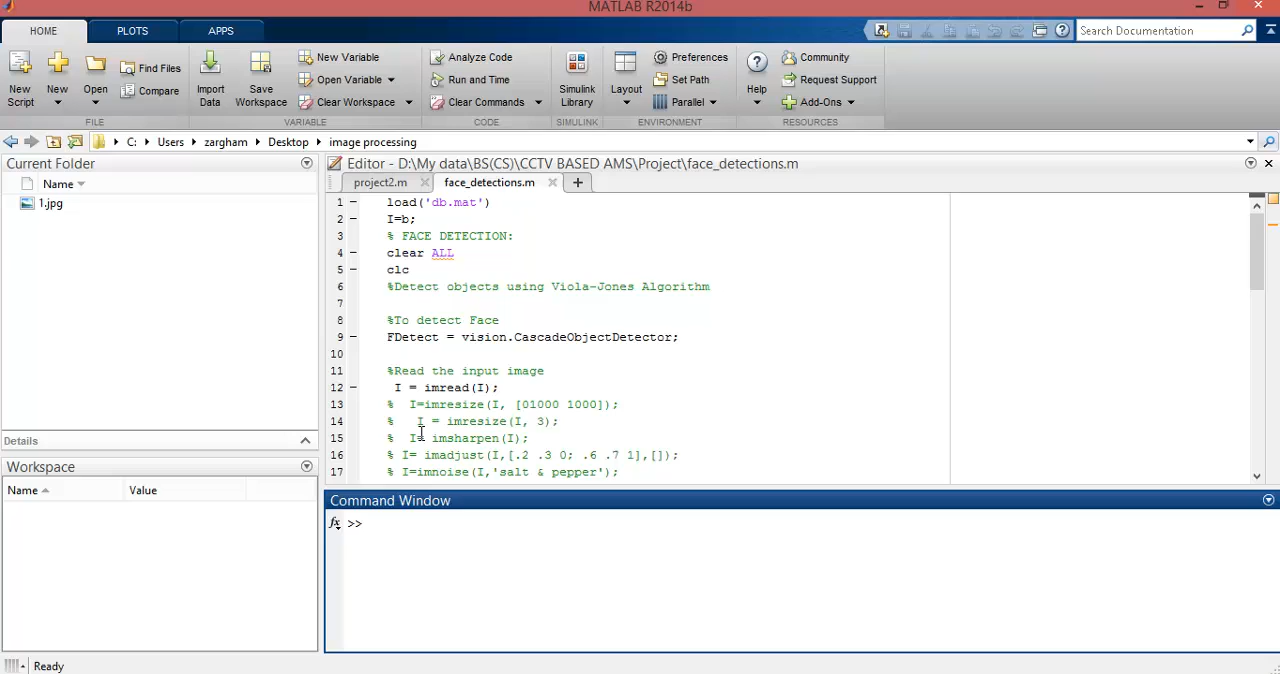 MATLAB R2014b
HOME PLOTS APPS
Search Documentation
New Script
New
Open
Find Files
Compare
FILE
Import Data
Save Workspace
New Variable
Open Variable
Clear Workspace
VARIABLE
Analyze Code
Run and Time
Clear Commands
CODE
Simulink Library
SIMULINK
Layout
Preferences
Set Path
Parallel
ENVIRONMENT
Help
Community
Request Support
Add-Ons
RESOURCES
C: Users zargham Desktop image processing
Current Folder
Name
1.jpg
Details
Workspace
Name Value
Editor - D:\My data\BS(CS)\CCTV BASED AMS\Project\face_detections.m
project2.m face_detections.m
1 load('db.mat')
2 I=b;
3 % FACE DETECTION:
4 clear ALL
5 clc
6 %Detect objects using Viola-Jones Algorithm
7
8 %To detect Face
9 FDetect = vision.CascadeObjectDetector;
10
11 %Read the input image
12 I = imread(I);
13 % I=imresize(I, [01000 1000]);
14 % I = imresize(I, 3);
15 % I= imsharpen(I);
16 % I= imadjust(I,[.2 .3 0; .6 .7 1],[]);
17 % I=imnoise(I,'salt & pepper');
Command Window
fx >>
Ready